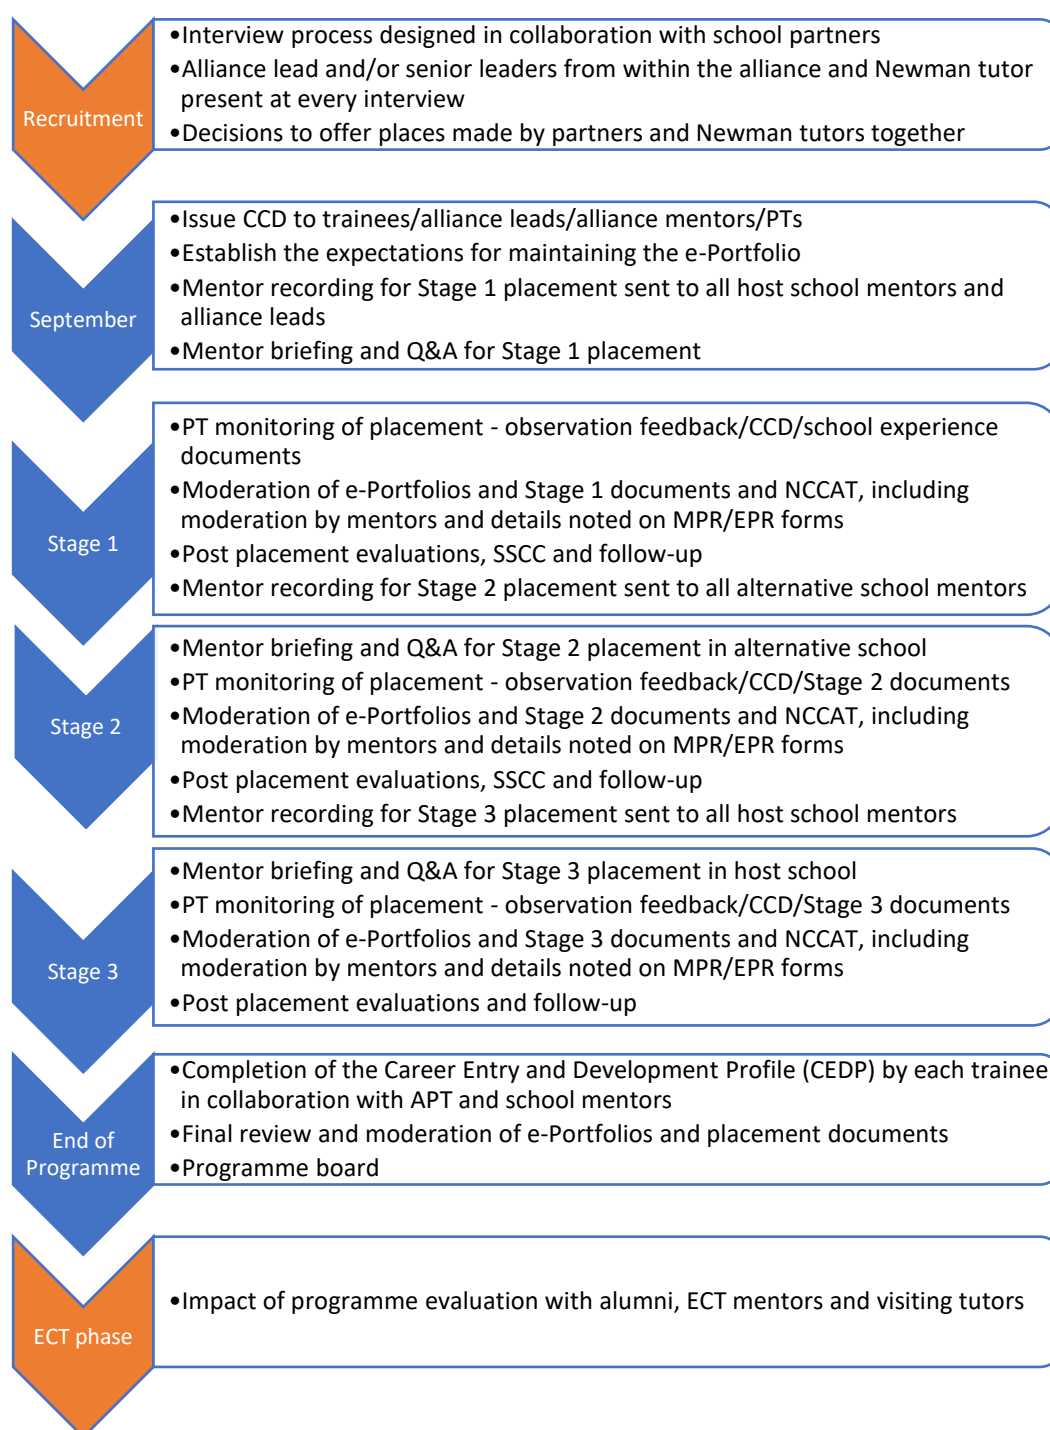 Recruitment
•Interview process designed in collaboration with school partners
•Alliance lead and/or senior leaders from within the alliance and Newman tutor
present at every interview
•Decisions to offer places made by partners and Newman tutors together
September
•Issue CCD to trainees/alliance leads/alliance mentors/PTs
•Establish the expectations for maintaining the e-Portfolio
•Mentor recording for Stage 1 placement sent to all host school mentors and
alliance leads
•Mentor briefing and Q&A for Stage 1 placement
Stage 1
•PT monitoring of placement - observation feedback/CCD/school experience
documents
•Moderation of e-Portfolios and Stage 1 documents and NCCAT, including
moderation by mentors and details noted on MPR/EPR forms
•Post placement evaluations, SSCC and follow-up
•Mentor recording for Stage 2 placement sent to all alternative school mentors
Stage 2
•Mentor briefing and Q&A for Stage 2 placement in alternative school
•PT monitoring of placement - observation feedback/CCD/Stage 2 documents
•Moderation of e-Portfolios and Stage 2 documents and NCCAT, including
moderation by mentors and details noted on MPR/EPR forms
•Post placement evaluations, SSCC and follow-up
•Mentor recording for Stage 3 placement sent to all host school mentors
Stage 3
•Mentor briefing and Q&A for Stage 3 placement in host school
•PT monitoring of placement - observation feedback/CCD/Stage 3 documents
•Moderation of e-Portfolios and Stage 3 documents and NCCAT, including
moderation by mentors and details noted on MPR/EPR forms
•Post placement evaluations and follow-up
End of
Programme
•Completion of the Career Entry and Development Profile (CEDP) by each trainee
in collaboration with APT and school mentors
•Final review and moderation of e-Portfolios and placement documents
•Programme board
ECT phase
•Impact of programme evaluation with alumni, ECT mentors and visiting tutors